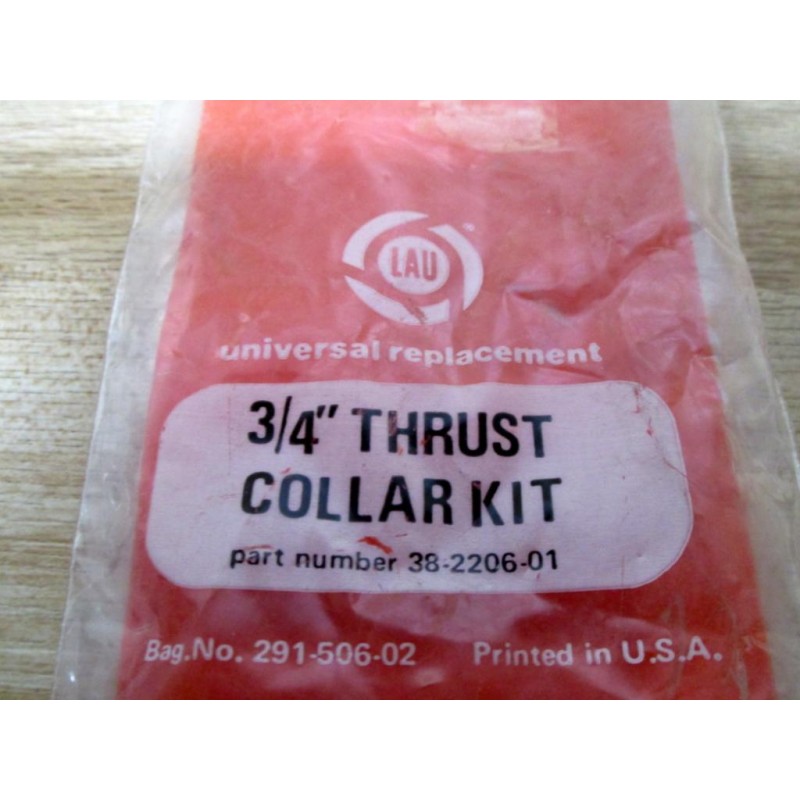 LAU
universal replacement
3/4" THRUST
COLLAR KIT
part number 38-2206-01
Bag.No. 291-506-02 Printed in U.S.A.